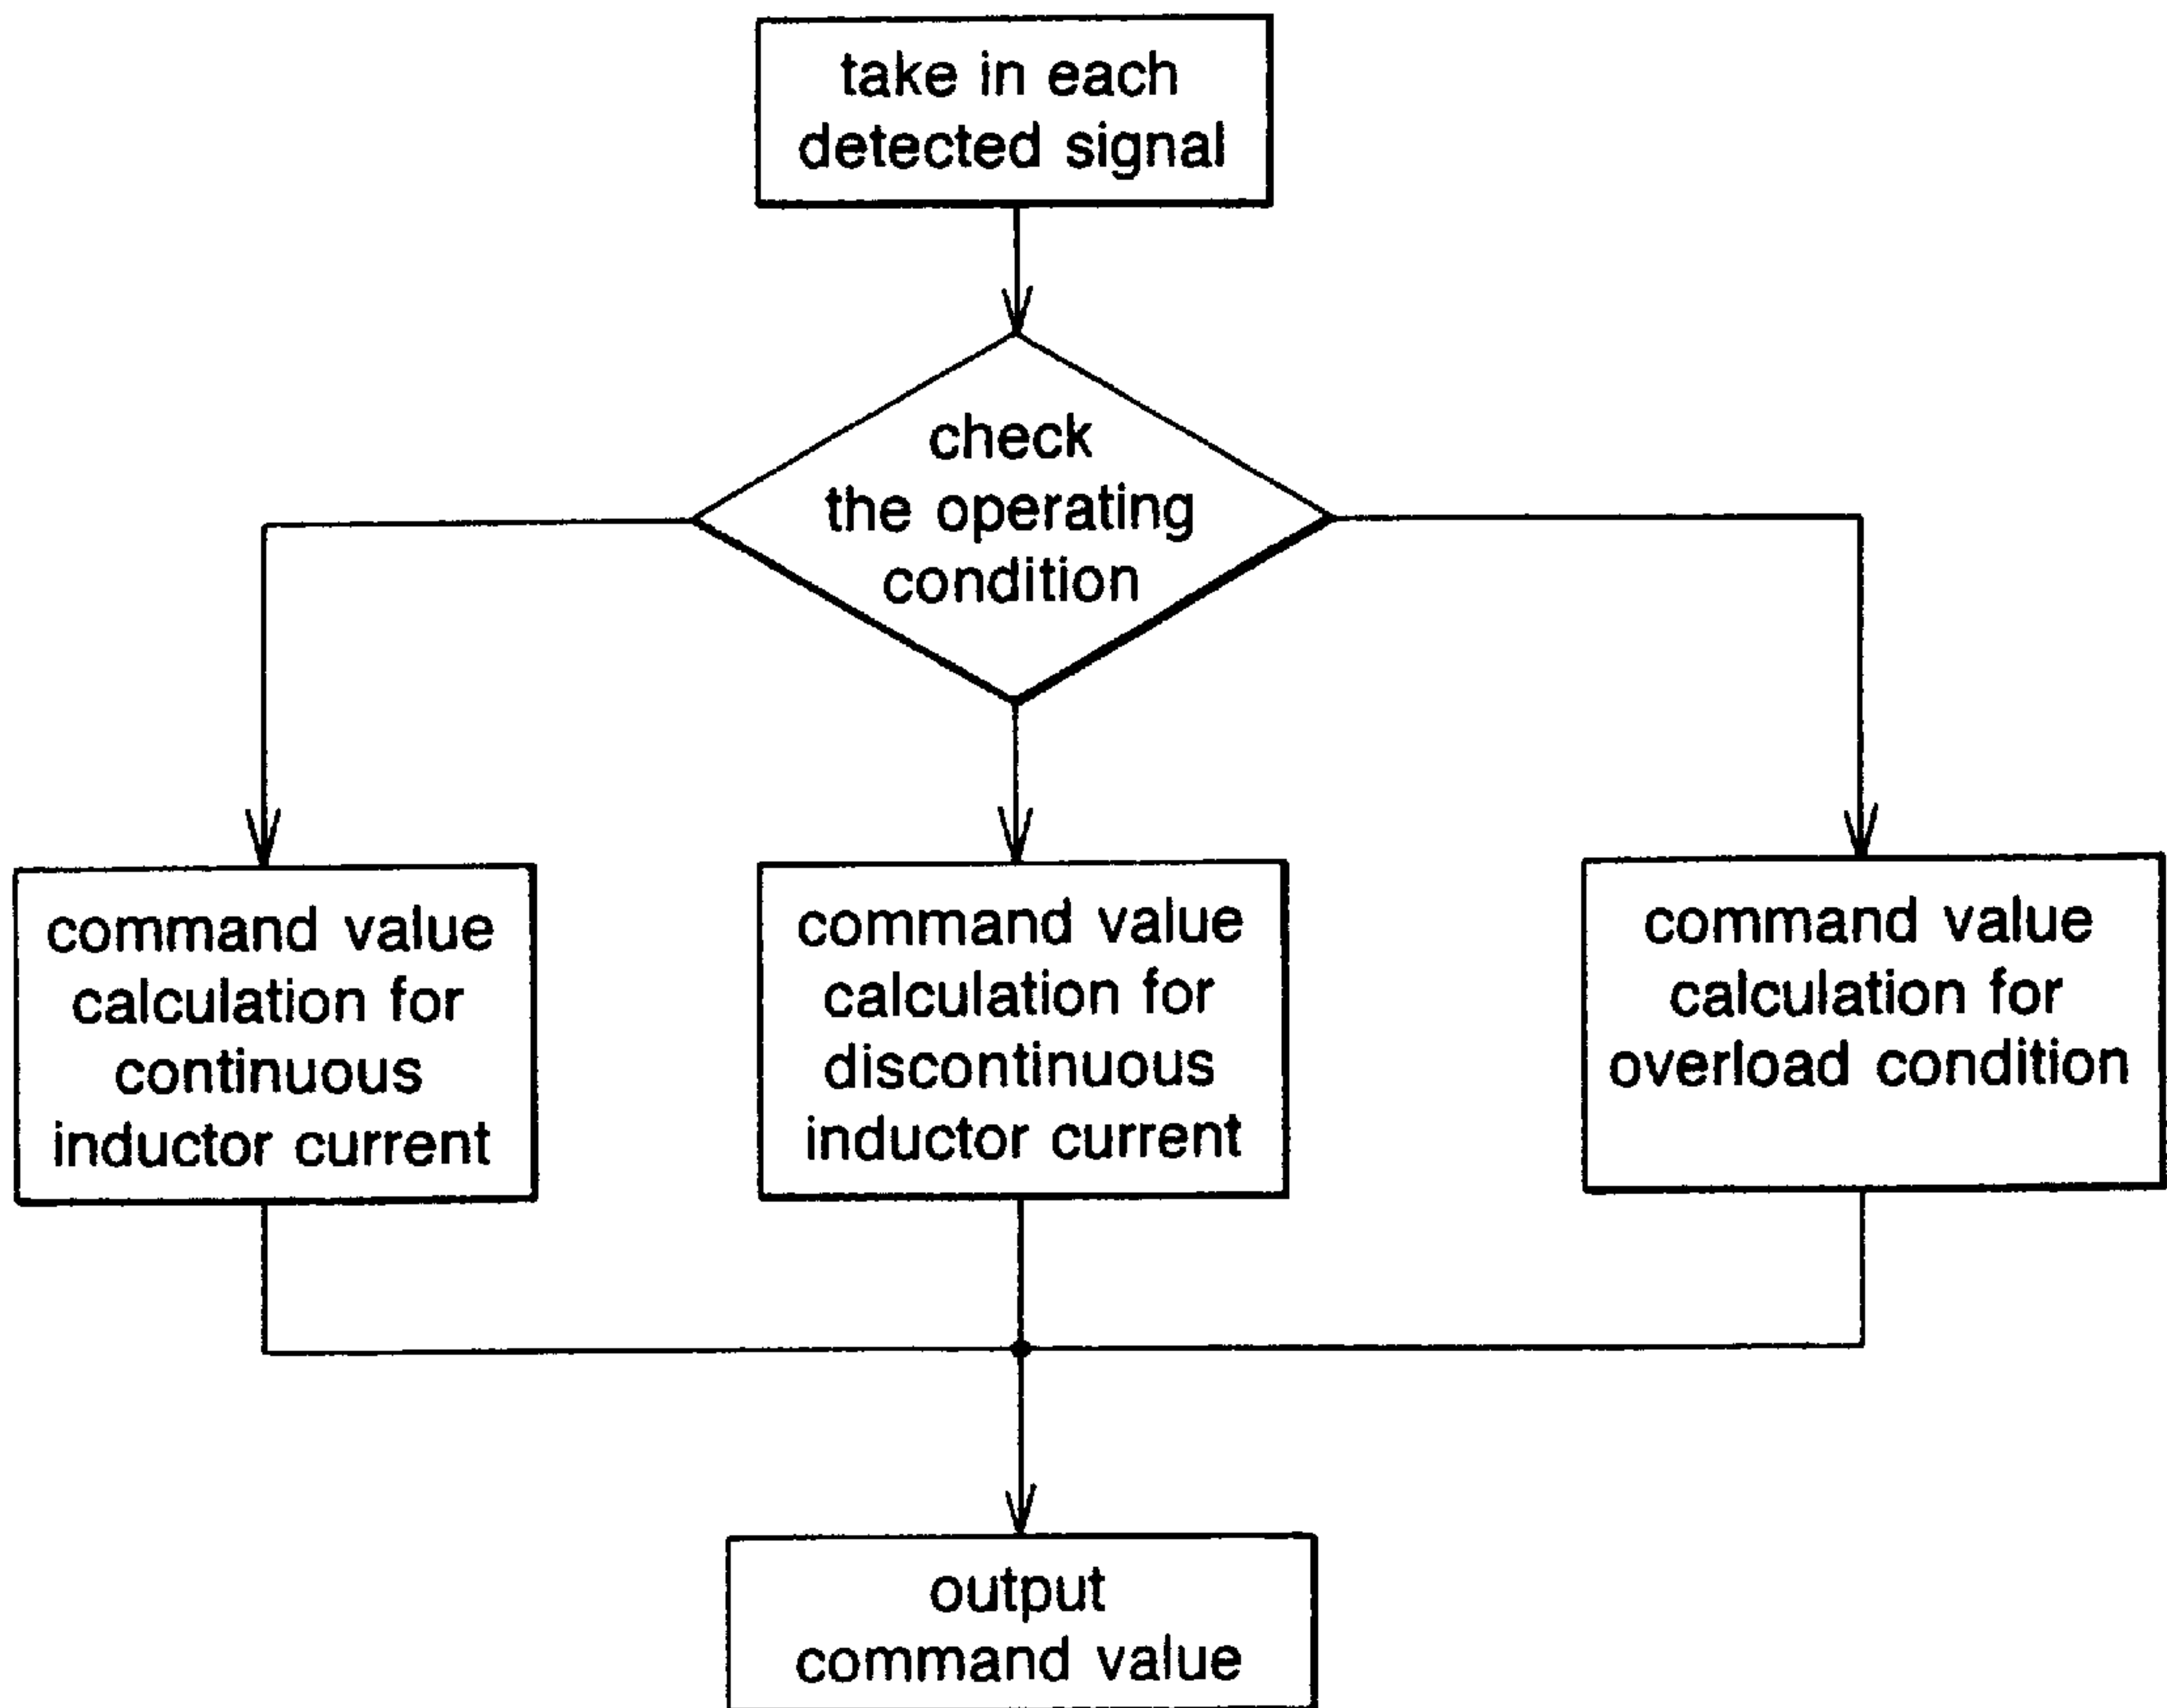 take in each
detected signal
check
the operating
condition
command value
calculation for
continuous
inductor current
command value
calculation for
discontinuous
inductor current
command value
calculation for
overload condition
output
command value